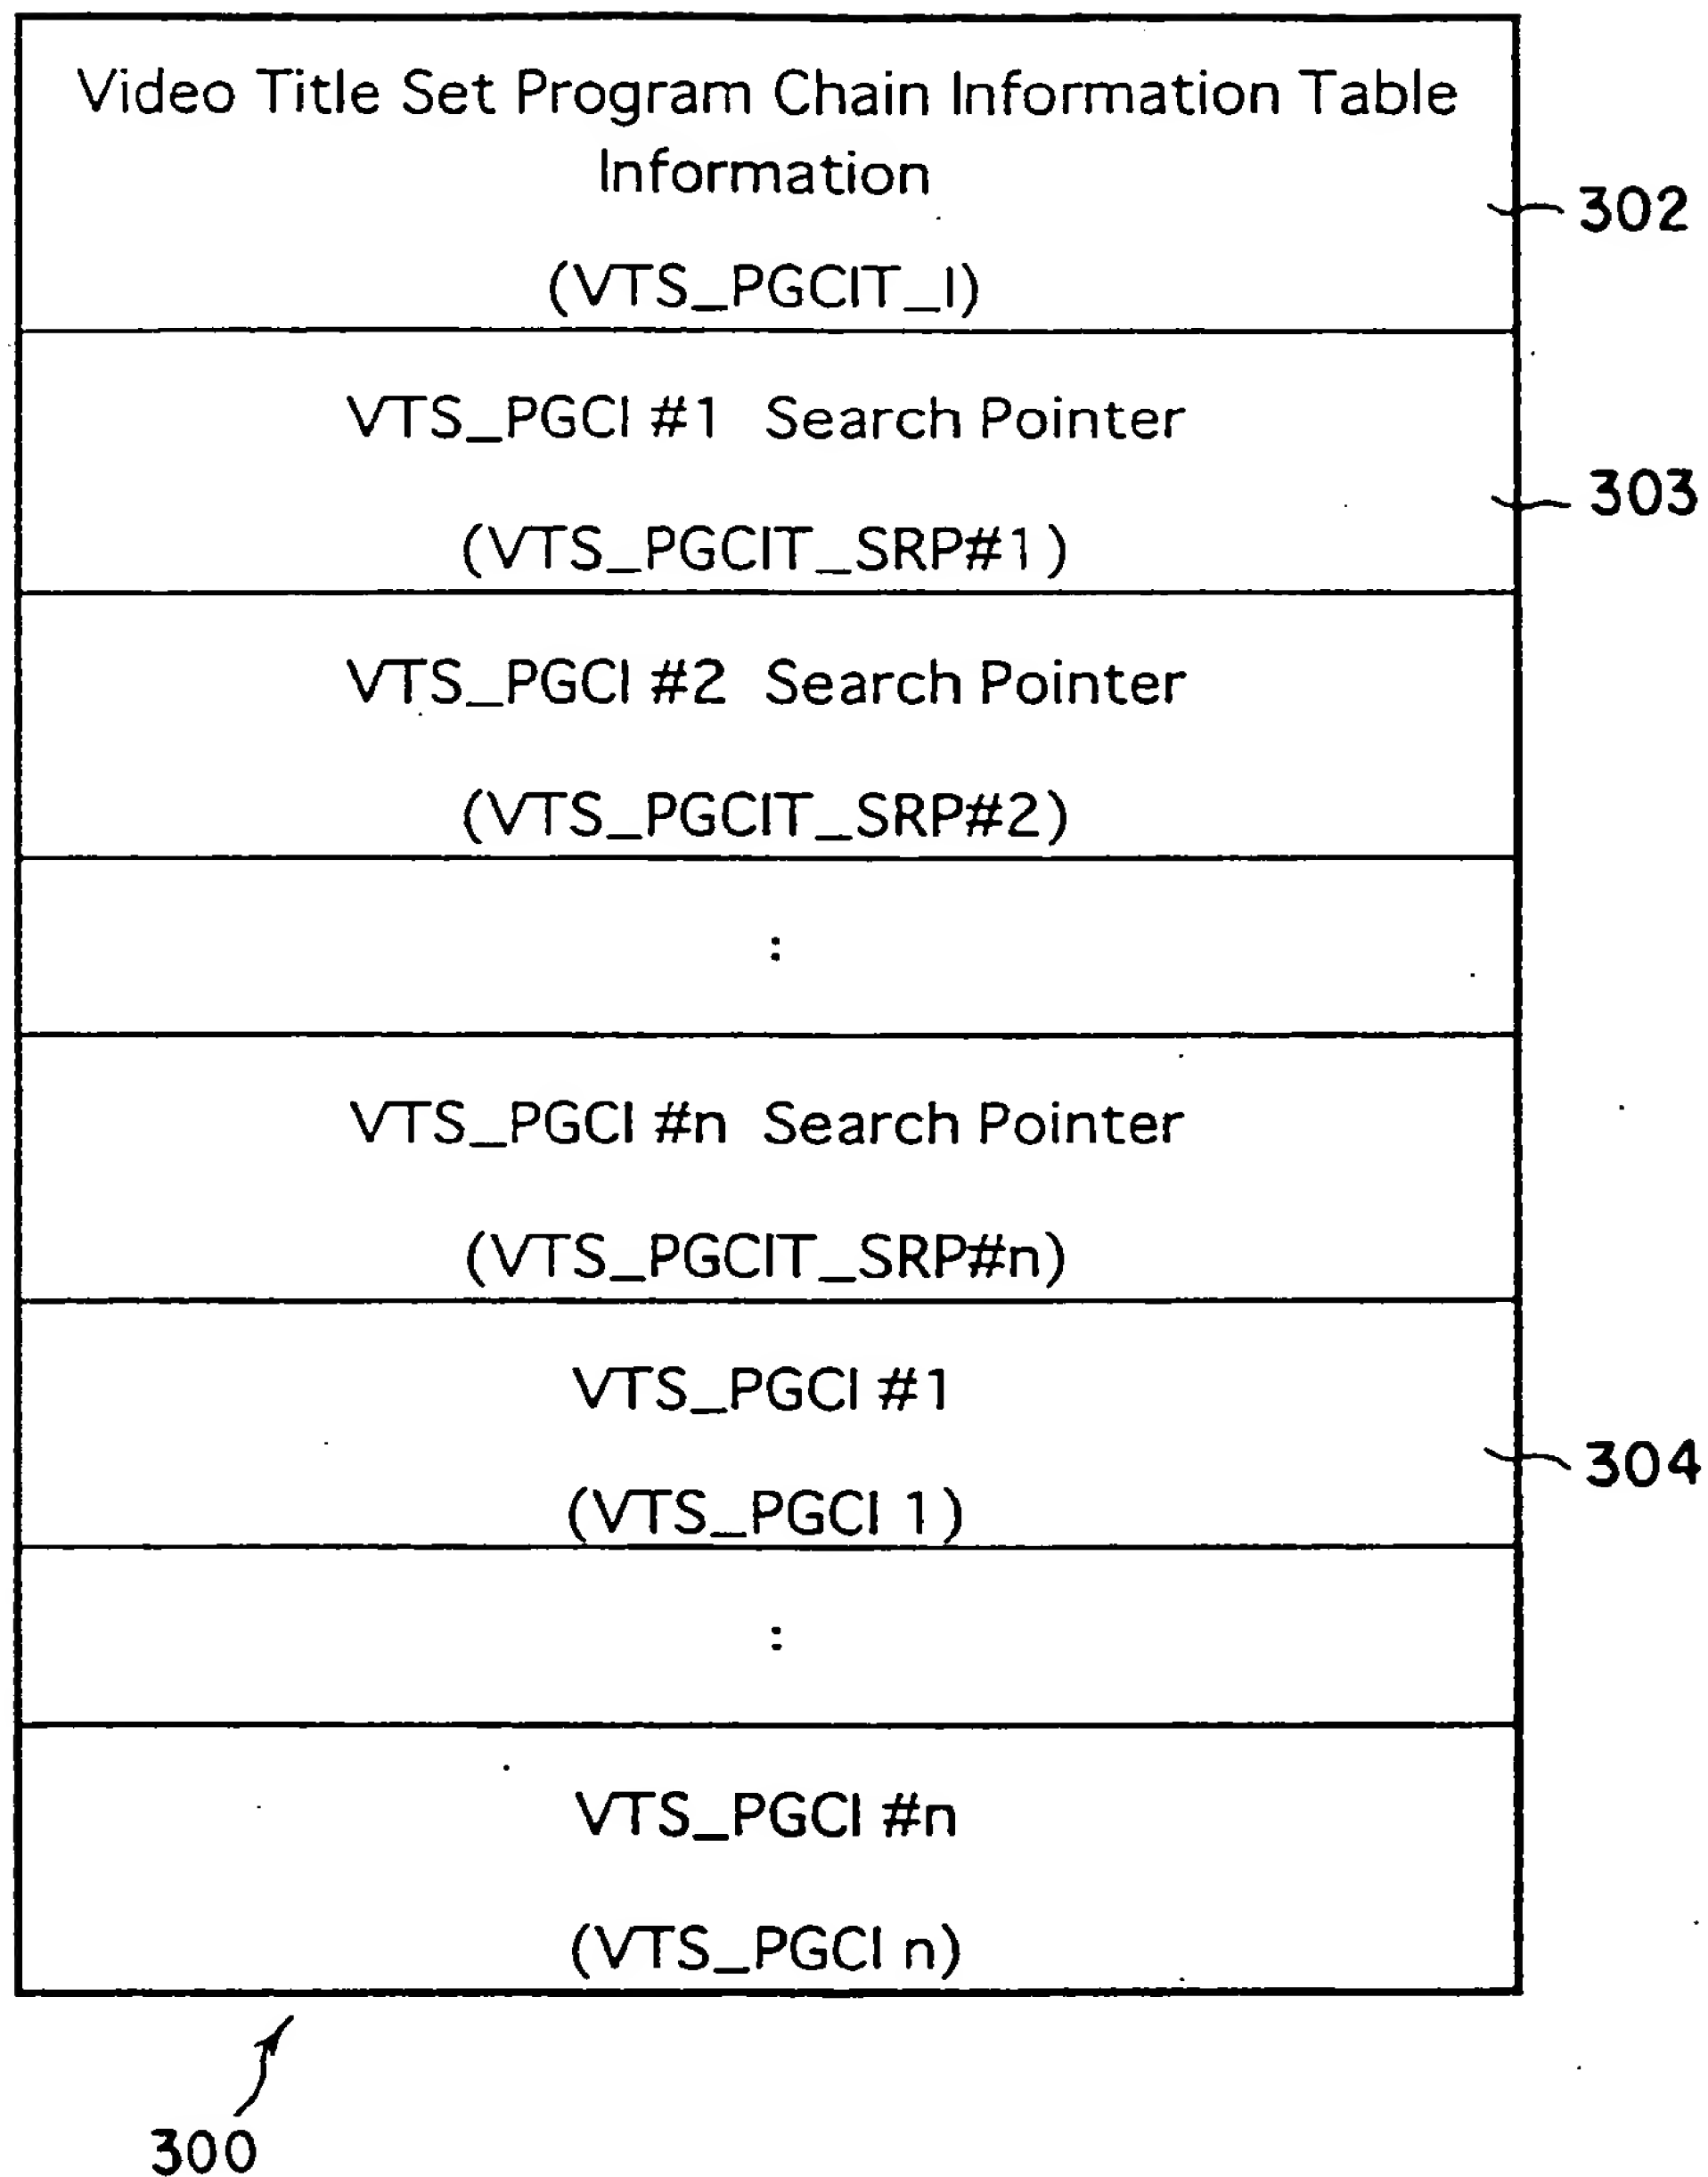 Video Title Set Program Chain Information Table
Information
(VTS_PGCIT_I)
302
VTS_PGCI #1 Search Pointer
(VTS_PGCIT_SRP#1)
303
VTS_PGCI #2 Search Pointer
(VTS_PGCIT_SRP#2)
:
VTS_PGCI #n Search Pointer
(VTS_PGCIT_SRP#n)
VTS_PGCI #1
(VTS_PGCI 1)
304
:
VTS_PGCI #n
(VTS_PGCI n)
300